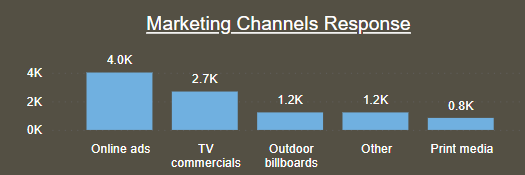 Marketing Channels Response
4.0K
2.7K
1.2K
1.2K
0.8K
4K
2K
0K
Online ads
TV
commercials
Outdoor
billboards
Other
Print media